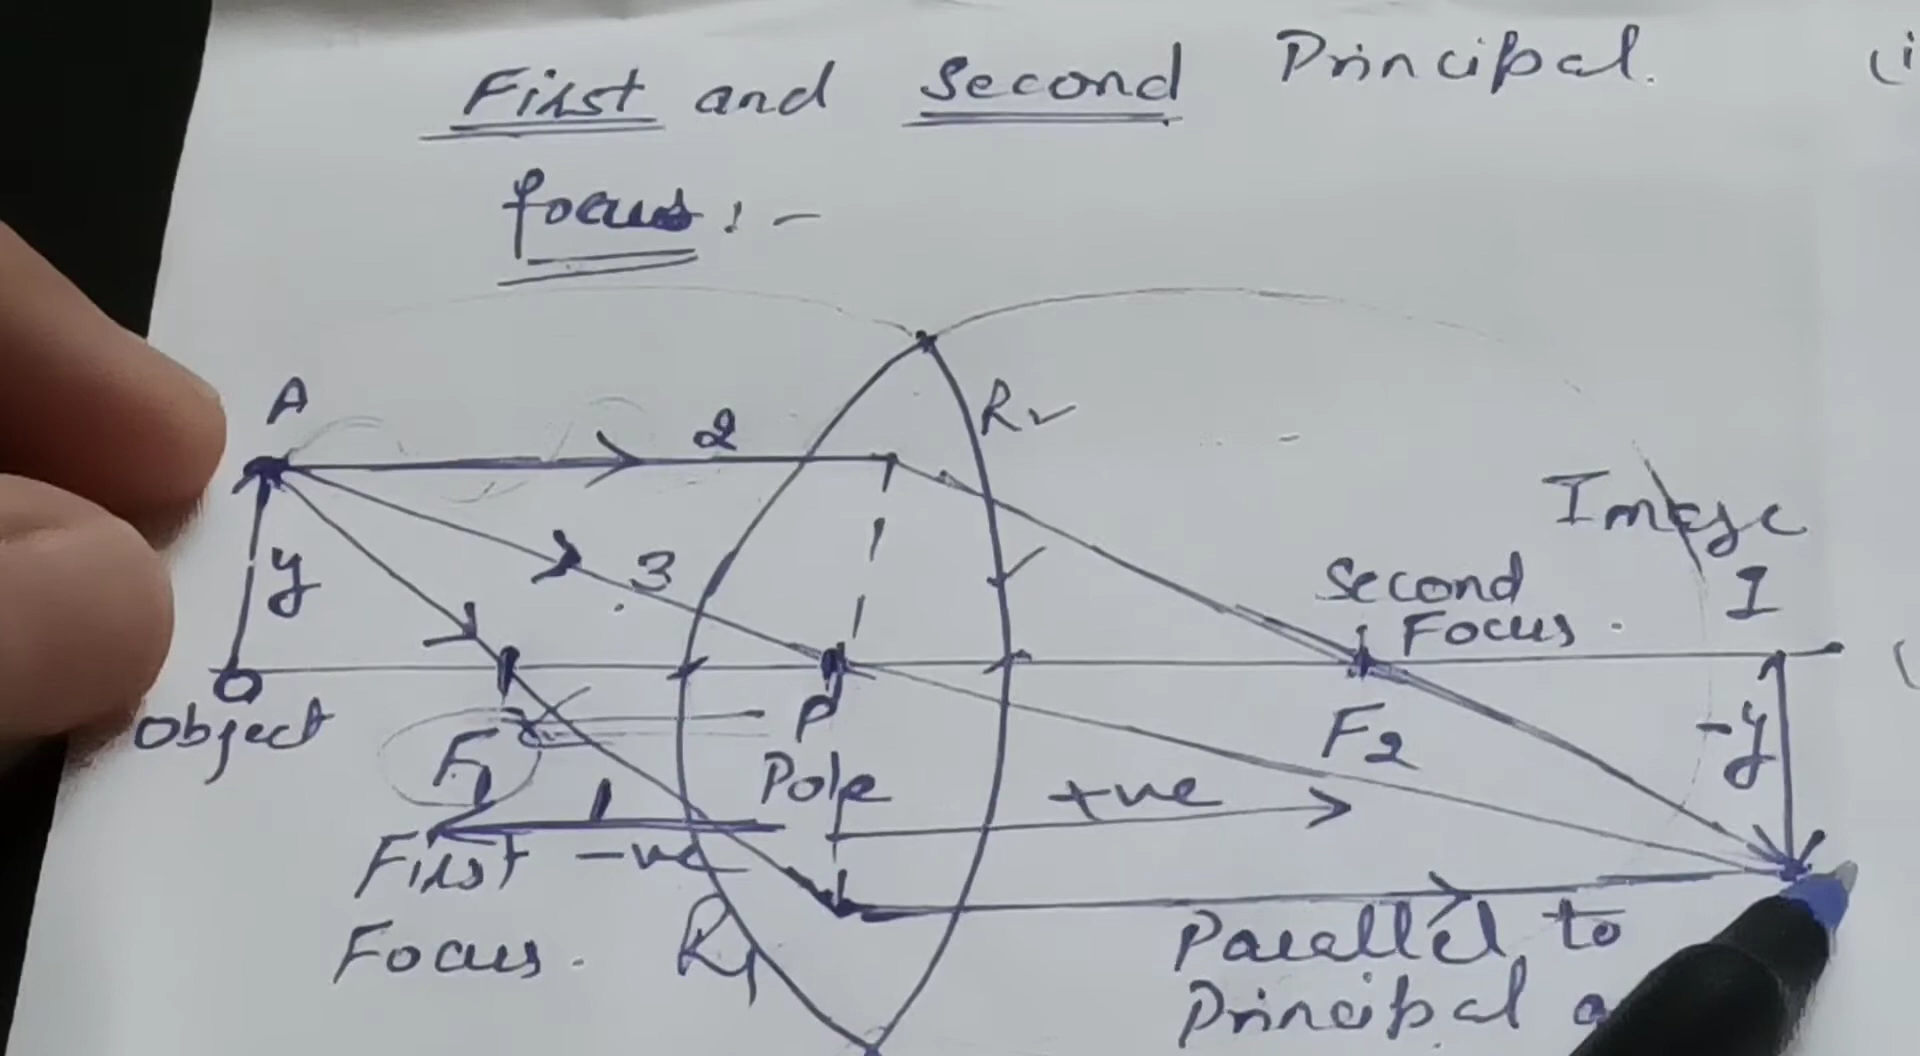 First and Second Principal.
focus :-
A
2
R2
3
y
Image
I
Second
Focus.
O
Object
F1
P
Pole
F2
-y
1
+ve
First
-ve
Focus.
R1
Parallel to
Principal a